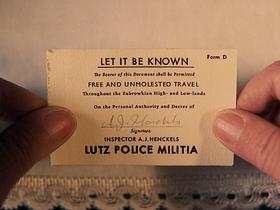 LET IT BE KNOWN
Form D
The Bearer of this Document shall be Permitted
FREE AND UNMOLESTED TRAVEL
Throughout the Zubrowkian High- and Low-lands
On the Personal Authority and Decree of
A.J. Henckels
Signature
INSPECTOR A.J. HENCKELS
LUTZ POLICE MILITIA